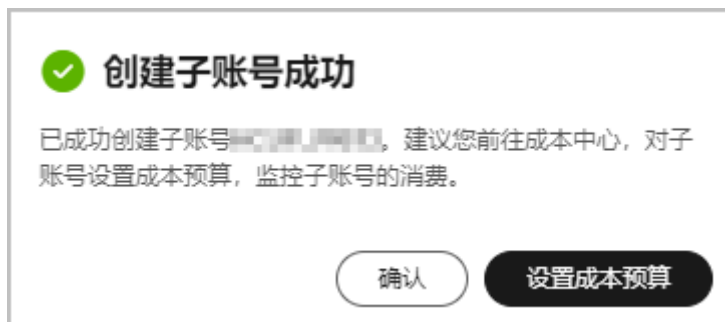 创建子账号成功
已成功创建子账号。建议您前往成本中心，对子
账号设置成本预算，监控子账号的消费。
确认
设置成本预算